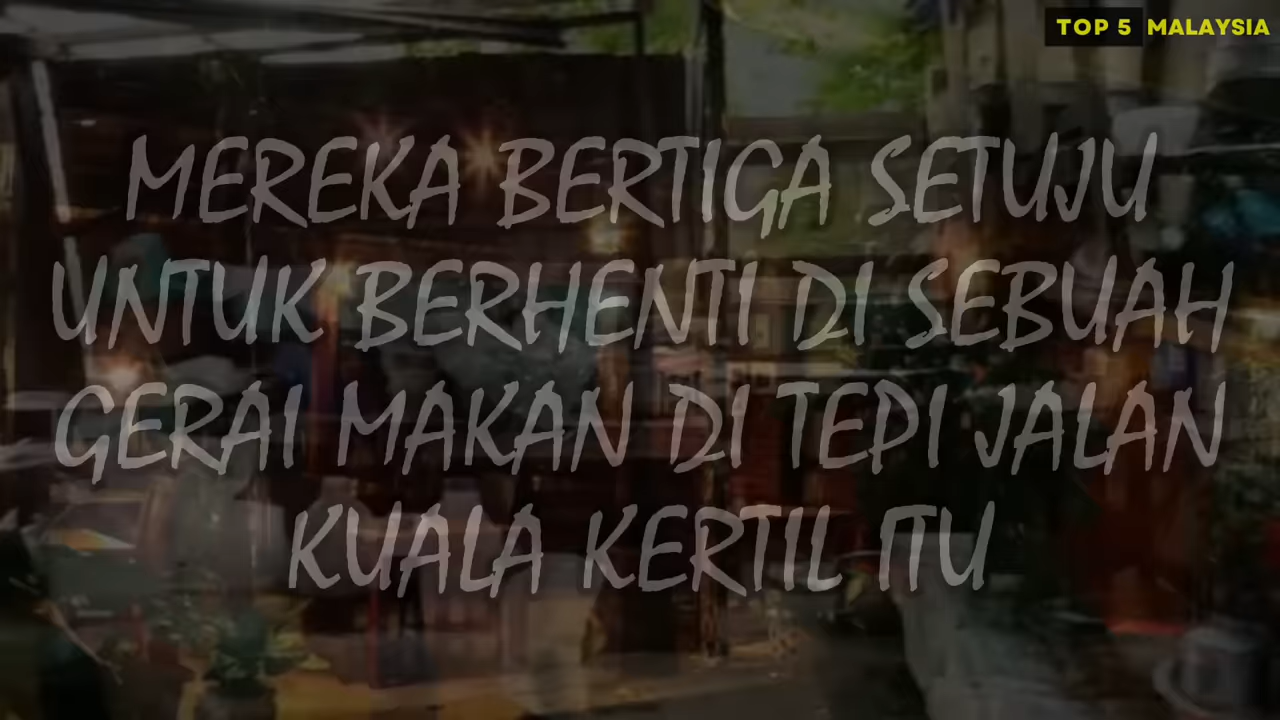 TOP 5 MALAYSIA
MEREKA BERTIGA SETUJU
UNTUK BERHENTI DI SEBUAH
GERAI MAKAN DI TEPI JALAN
KUALA KERTIL ITU